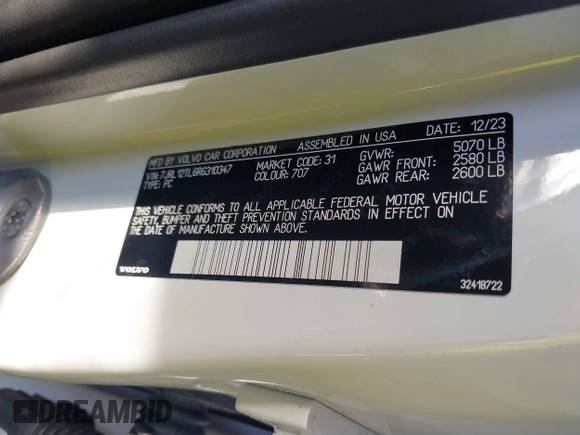 MFD BY VOLVO CAR CORPORATION ASSEMBLED IN USA DATE: 12/23
VIN: 7JRL12TL6RG310347 MARKET CODE: 31 GVWR: 5070 LB
TYPE: PC COLOUR: 707 GAWR FRONT: 2580 LB
GAWR REAR: 2600 LB
THIS VEHICLE CONFORMS TO ALL APPLICABLE FEDERAL MOTOR VEHICLE
SAFETY, BUMPER AND THEFT PREVENTION STANDARDS IN EFFECT ON
THE DATE OF MANUFACTURE SHOWN ABOVE.
VOLVO 32418722
DREAMBID